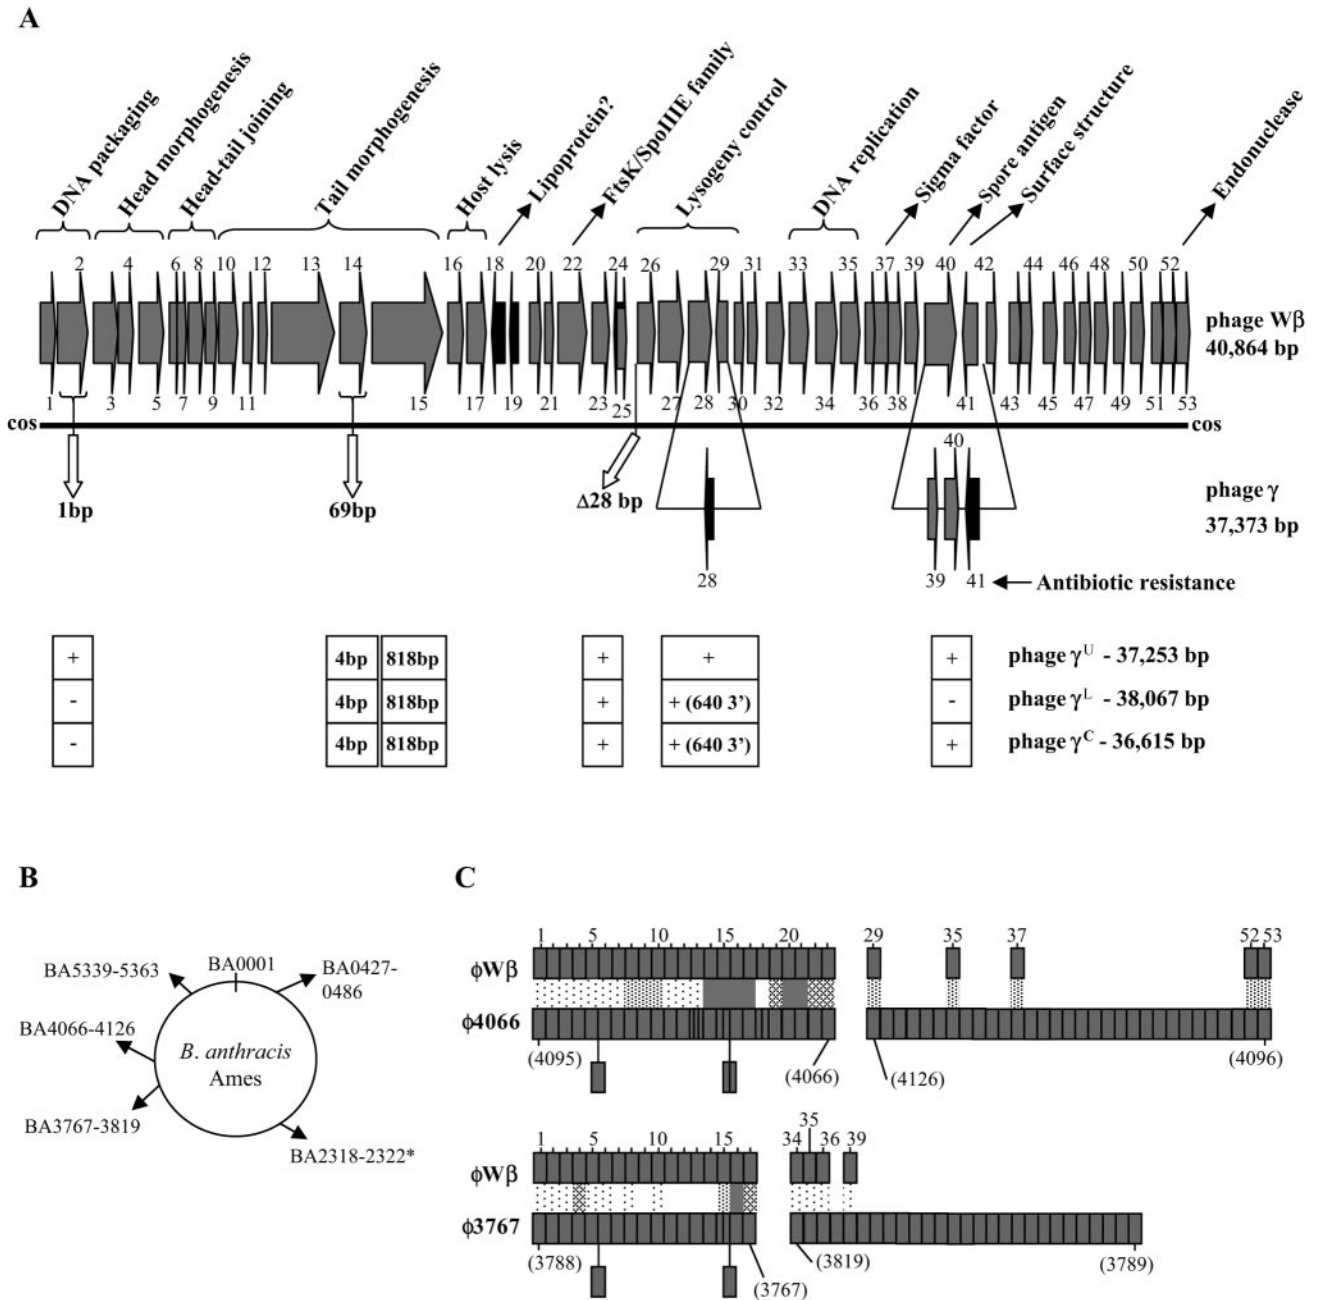 A
DNA packaging
Head morphogenesis
Head-tail joining
Tail morphogenesis
Host lysis
Lipoprotein?
FtsK/SpoIIIE family
Lysogeny control
DNA replication
Sigma factor
Spore antigen
Surface structure
Endonuclease
2 4 6 8 10 12 13 14 16 18 20 22 24 26 29 31 33 35 37 39 40 42 44 46 48 50 52
phage Wβ
40,864 bp
1 3 5 7 9 11 15 17 19 21 23 25 27 28 30 32 34 36 38 41 43 45 47 49 51 53
cos cos
40
1bp 69bp Δ28 bp
phage γ
37,373 bp
28 39 41 Antibiotic resistance
+ 4bp 818bp + + + phage γU - 37,253 bp
- 4bp 818bp + + (640 3') - phage γL - 38,067 bp
- 4bp 818bp + + (640 3') + phage γC - 36,615 bp
B
BA5339-5363
BA0001
BA0427-
0486
BA4066-4126
B. anthracis
Ames
BA3767-3819
BA2318-2322*
C
1 5 10 15 20 29 35 37 52 53
ϕWβ
ϕ4066
(4095) (4066) (4126) (4096)
1 5 10 15 34 35 36 39
ϕWβ
ϕ3767
(3788) (3767) (3819) (3789)